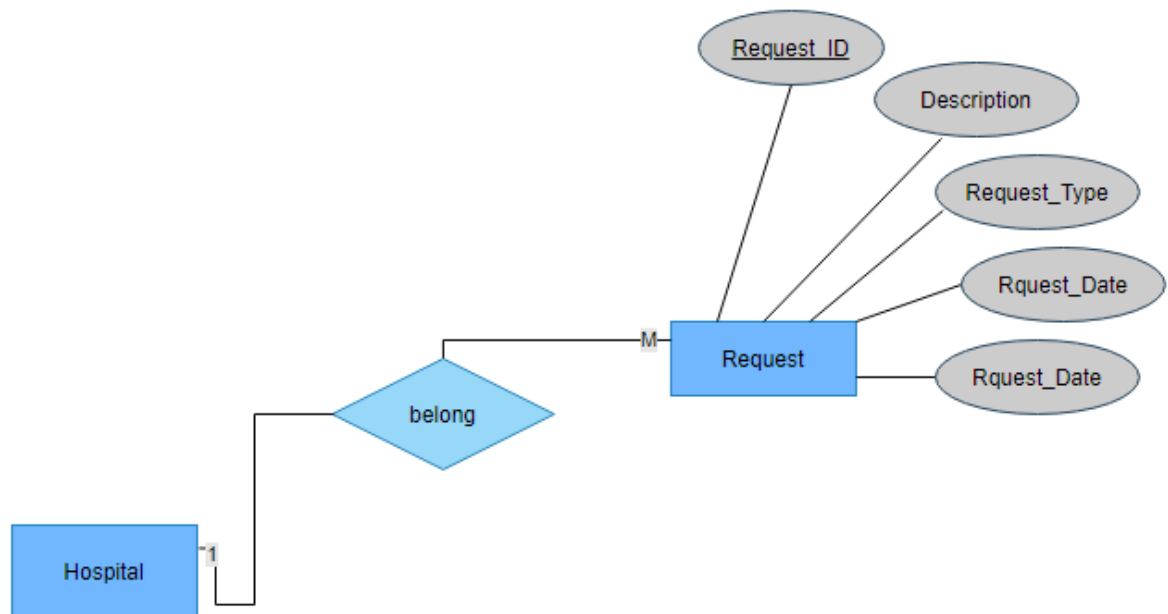 Request_ID
Description
Request_Type
Rquest_Date
M
Request
Rquest_Date
belong
1
Hospital